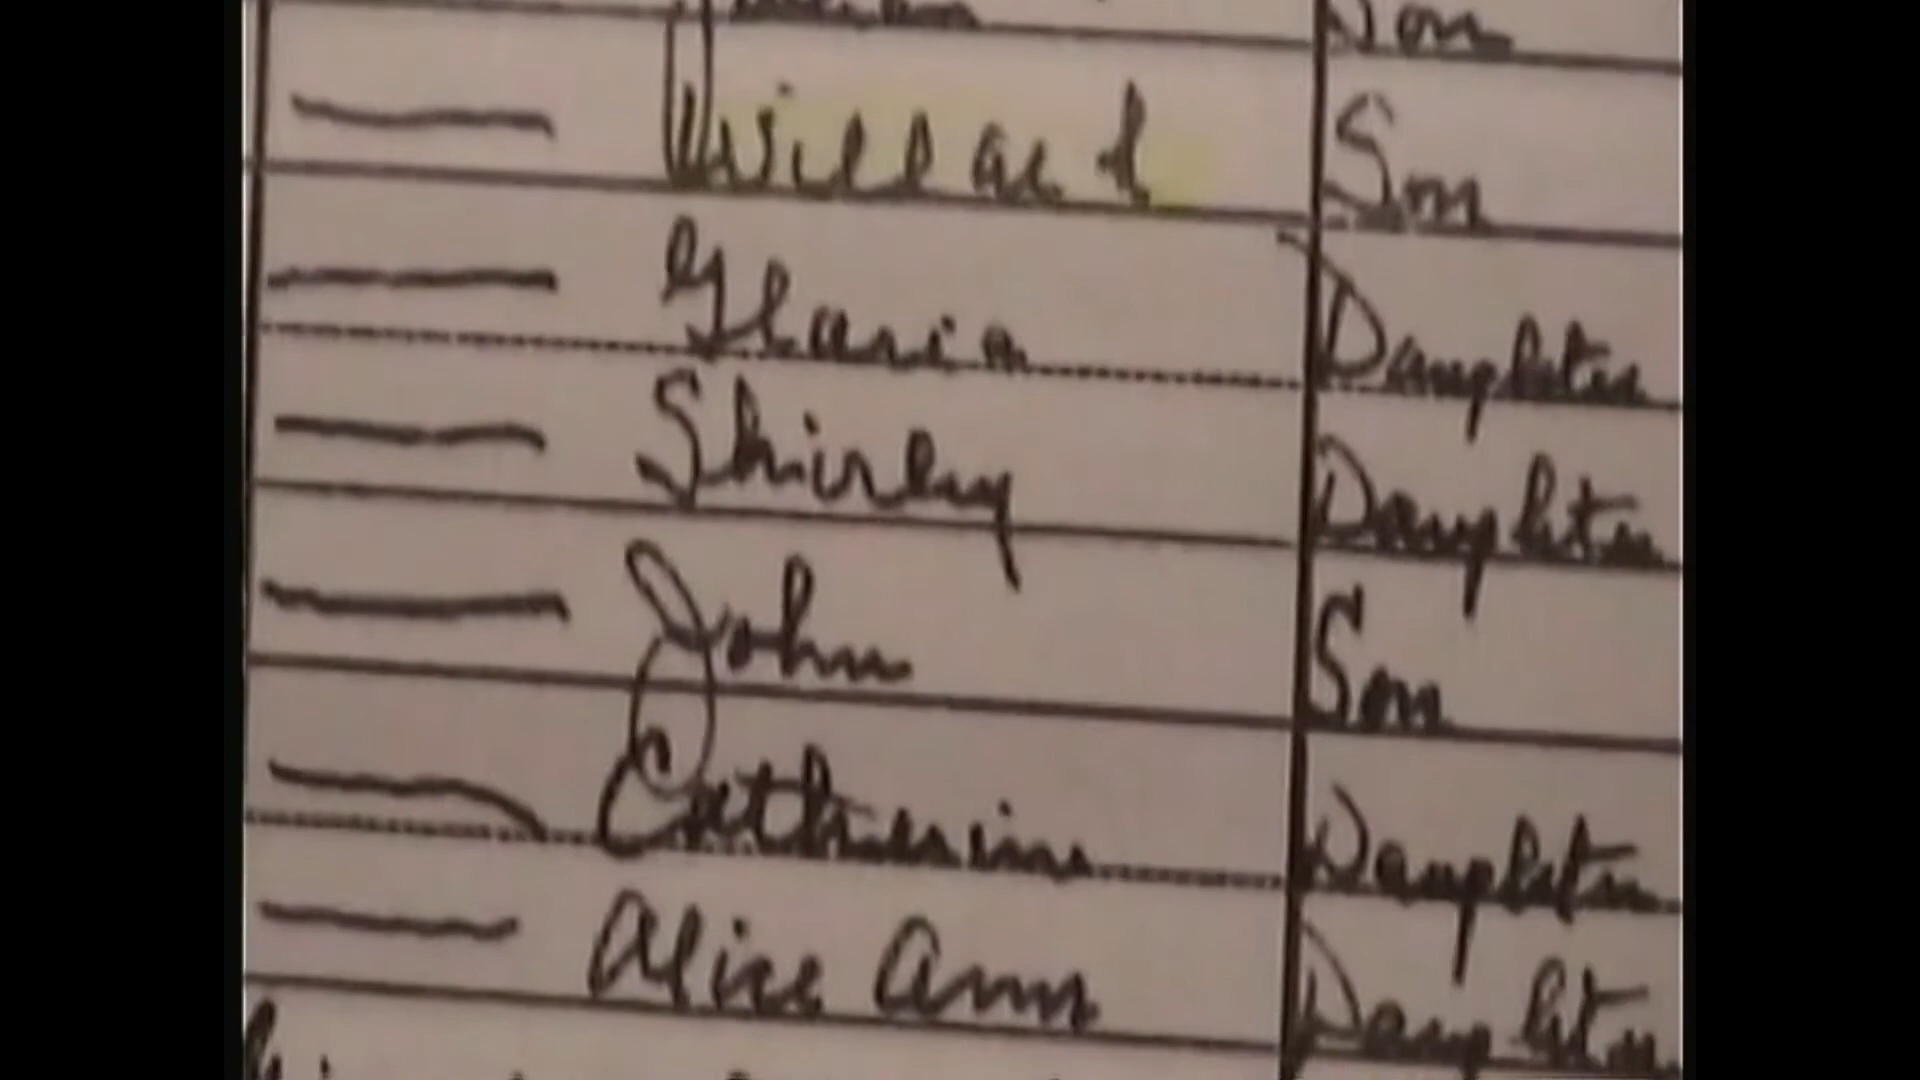 Son
Willard Son
Gloria Daughter
Shirley Daughter
John Son
Catherine Daughter
Alice Ann Daughter